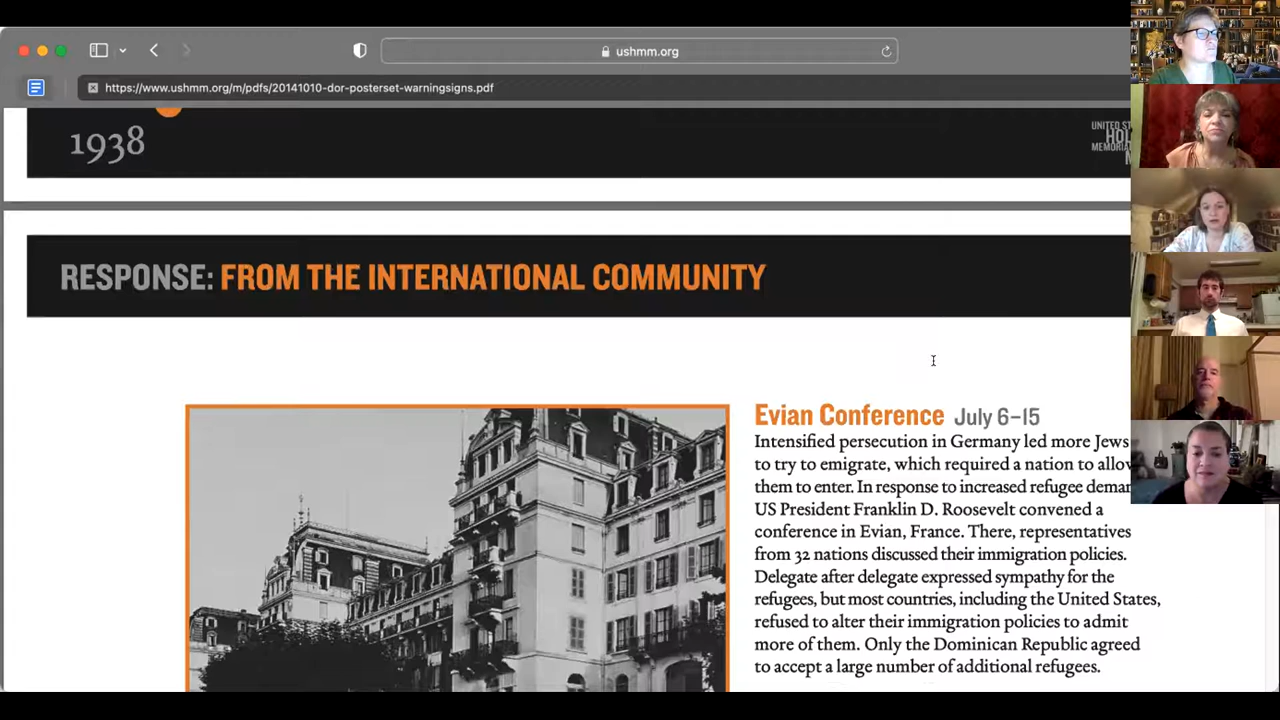 ushmm.org
https://www.ushmm.org/m/pdfs/20141010-dor-posterset-warningsigns.pdf
1938
UNITED ST
HOL
MEMORIA
M
RESPONSE: FROM THE INTERNATIONAL COMMUNITY
Evian Conference July 6–15
Intensified persecution in Germany led more Jews
to try to emigrate, which required a nation to allow
them to enter. In response to increased refugee deman
US President Franklin D. Roosevelt convened a
conference in Evian, France. There, representatives
from 32 nations discussed their immigration policies.
Delegate after delegate expressed sympathy for the
refugees, but most countries, including the United States,
refused to alter their immigration policies to admit
more of them. Only the Dominican Republic agreed
to accept a large number of additional refugees.